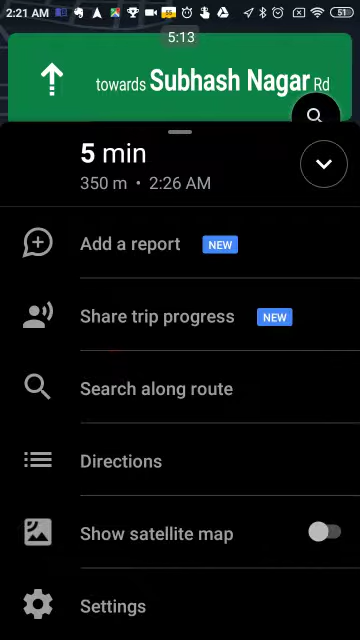 2:21 AM 51
5:13
towards Subhash Nagar Rd
5 min
350 m • 2:26 AM
Add a report NEW
Share trip progress NEW
Search along route
Directions
Show satellite map
Settings